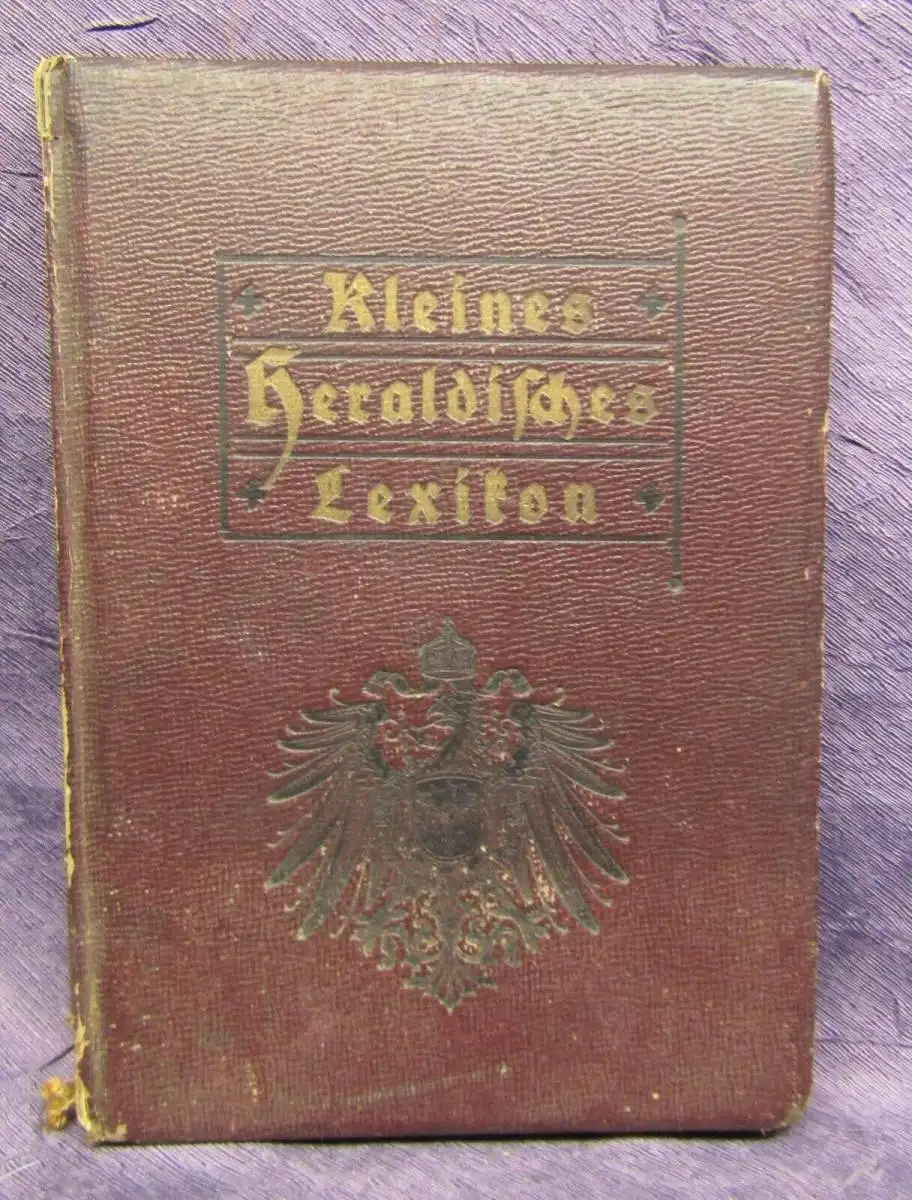 Kleines
Heraldiſches
Lexikon